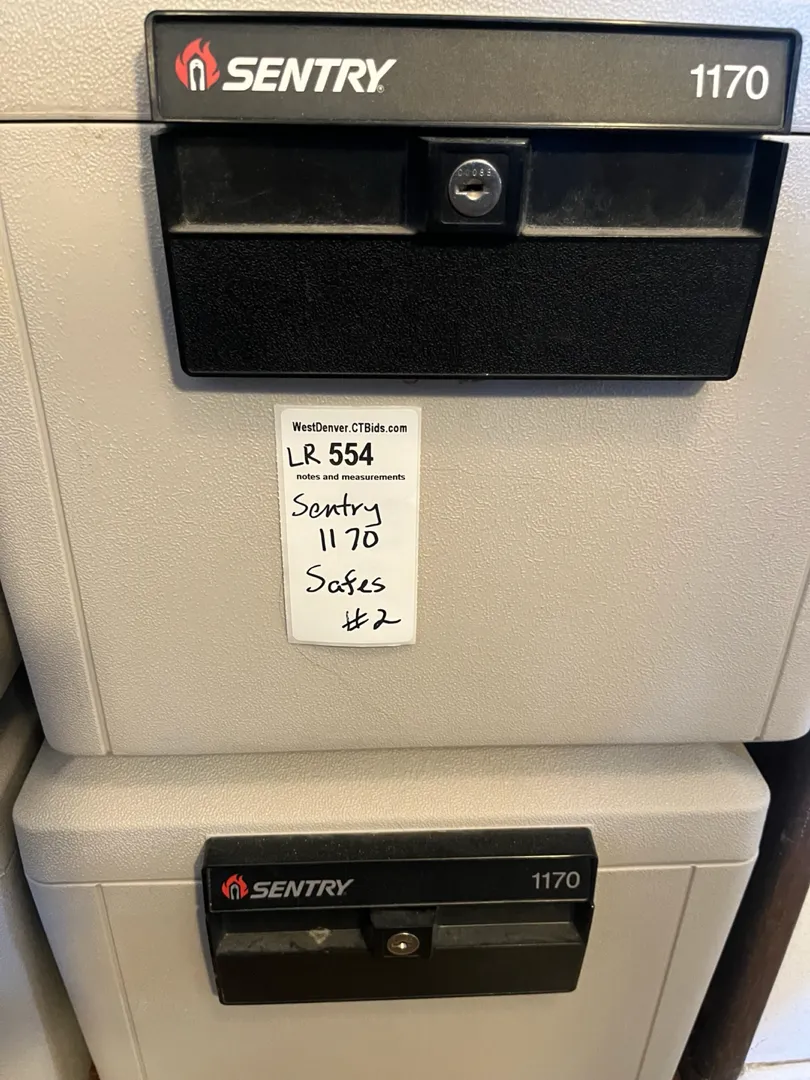 SENTRY® 1170
WestDenver.CTBids.com
LR 554
notes and measurements
Sentry
1170
Safes
#2
SENTRY 1170